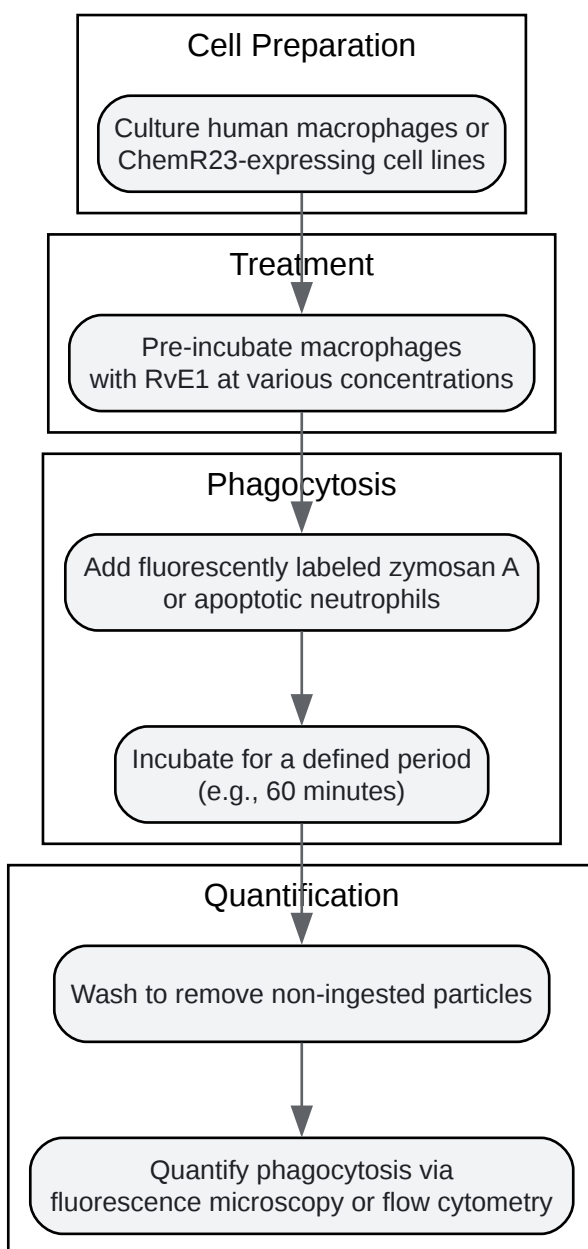 Cell Preparation
Culture human macrophages or
ChemR23-expressing cell lines
Treatment
Pre-incubate macrophages
with RvE1 at various concentrations
Phagocytosis
Add fluorescently labeled zymosan A
or apoptotic neutrophils
Incubate for a defined period
(e.g., 60 minutes)
Quantification
Wash to remove non-ingested particles
Quantify phagocytosis via
fluorescence microscopy or flow cytometry